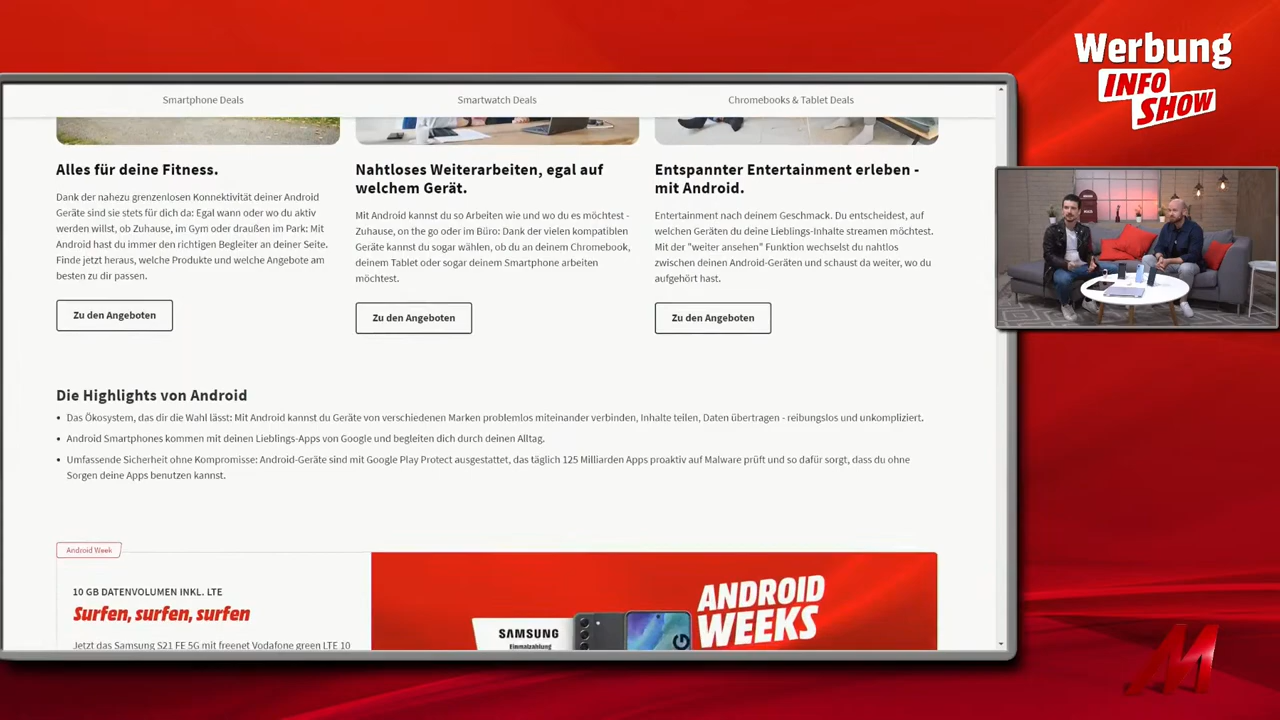 Werbung
INFO
SHOW
Smartphone Deals
Smartwatch Deals
Chromebooks & Tablet Deals
Alles für deine Fitness.
Dank der nahezu grenzenlosen Konnektivität deiner Android
Geräte sind sie stets für dich da: Egal wann oder wo du aktiv
werden willst, ob Zuhause, im Gym oder draußen im Park: Mit
Android hast du immer den richtigen Begleiter an deiner Seite.
Finde jetzt heraus, welche Produkte und welche Angebote am
besten zu dir passen.
Zu den Angeboten
Nahtloses Weiterarbeiten, egal auf
welchem Gerät.
Mit Android kannst du so Arbeiten wie und wo du es möchtest -
Zuhause, on the go oder im Büro: Dank der vielen kompatiblen
Geräte kannst du sogar wählen, ob du an deinem Chromebook,
deinem Tablet oder sogar deinem Smartphone arbeiten
möchtest.
Zu den Angeboten
Entspannter Entertainment erleben -
mit Android.
Entertainment nach deinem Geschmack. Du entscheidest, auf
welchen Geräten du deine Lieblings-Inhalte streamen möchtest.
Mit der "weiter ansehen" Funktion wechselst du nahtlos
zwischen deinen Android-Geräten und schaust da weiter, wo du
aufgehört hast.
Zu den Angeboten
Die Highlights von Android
• Das Ökosystem, das dir die Wahl lässt: Mit Android kannst du Geräte von verschiedenen Marken problemlos miteinander verbinden, Inhalte teilen, Daten übertragen - reibungslos und unkompliziert.
• Android Smartphones kommen mit deinen Lieblings-Apps von Google und begleiten dich durch deinen Alltag.
• Umfassende Sicherheit ohne Kompromisse: Android-Geräte sind mit Google Play Protect ausgestattet, das täglich 125 Milliarden Apps proaktiv auf Malware prüft und so dafür sorgt, dass du ohne
Sorgen deine Apps benutzen kannst.
Android Week
10 GB DATENVOLUMEN INKL. LTE
Surfen, surfen, surfen
Jetzt das Samsung S21 FE 5G mit freenet Vodafone green LTE 10
SAMSUNG
Einmalzahlung
ANDROID
WEEKS
M